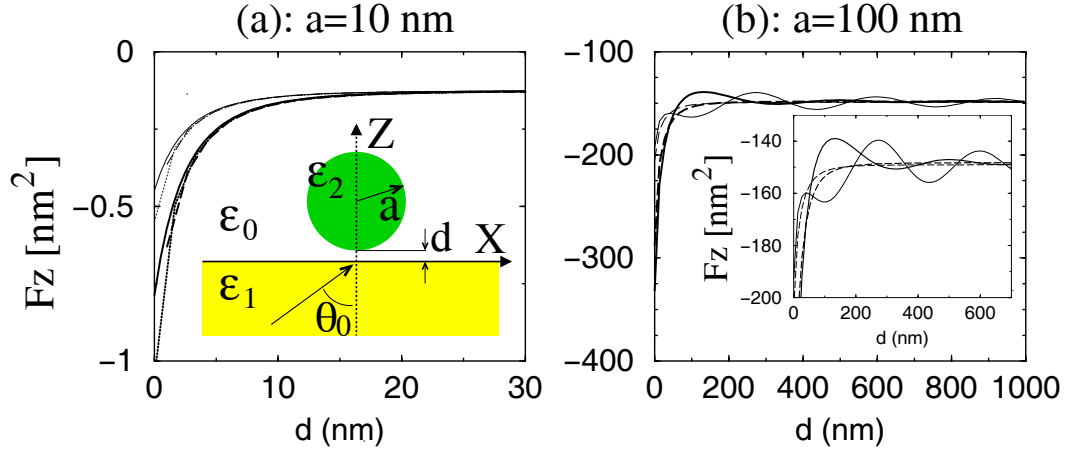 (a): a=10 nm
(b): a=100 nm
Fz [nm²]
0
−0.5
−1
0
10
20
30
d (nm)
Z
ε₂
a
ε₀
d
X
ε₁
θ₀
−100
−200
−300
−400
0
200
400
600
800
1000
d (nm)
Fz [nm²]
−140
−160
−180
−200
0
200
400
600
d (nm)